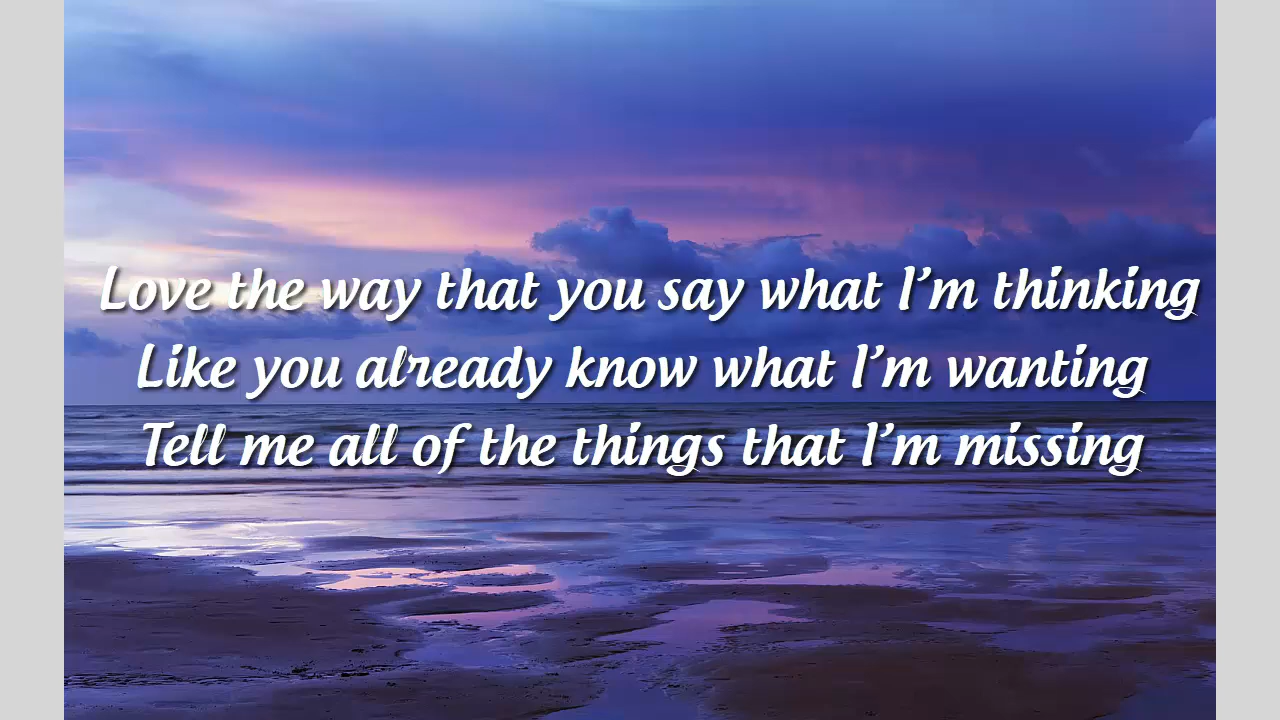 Love the way that you say what I'm thinking
Like you already know what I'm wanting
Tell me all of the things that I'm missing